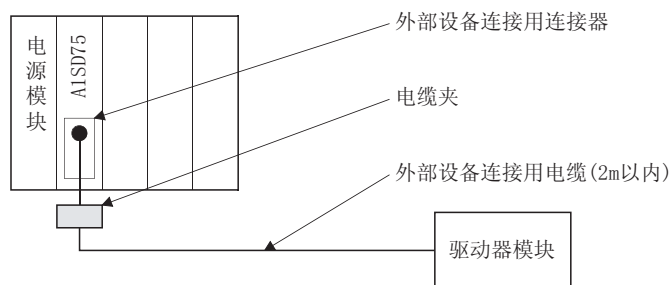 电源模块
A1SD75
外部设备连接用连接器
电缆夹
外部设备连接用电缆(2m以内)
驱动器模块